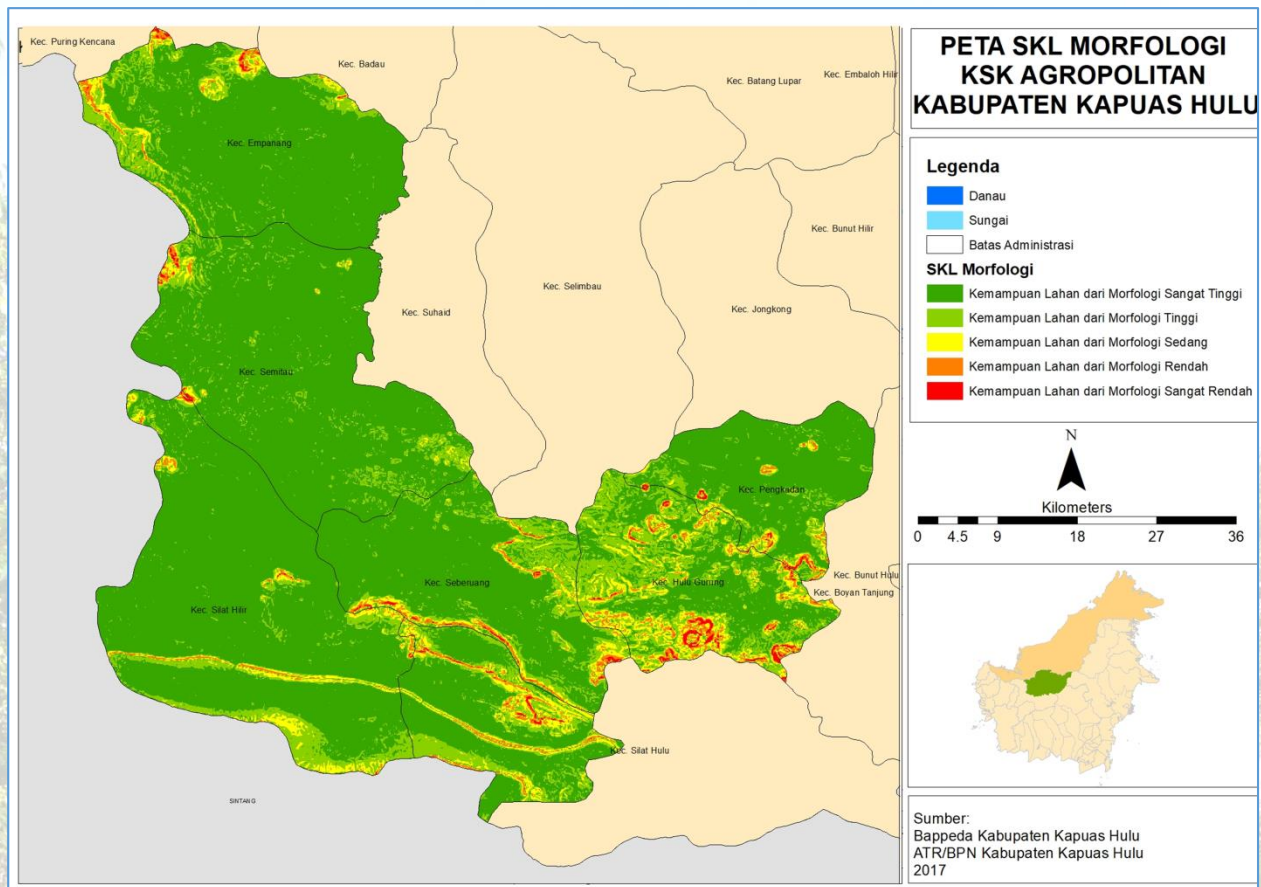 PETA SKL MORFOLOGI
KSK AGROPOLITAN
KABUPATEN KAPUAS HULU
Legenda
Danau
Sungai
Batas Administrasi
SKL Morfologi
Kemampuan Lahan dari Morfologi Sangat Tinggi
Kemampuan Lahan dari Morfologi Tinggi
Kemampuan Lahan dari Morfologi Sedang
Kemampuan Lahan dari Morfologi Rendah
Kemampuan Lahan dari Morfologi Sangat Rendah
N
Kilometers
0 4.5 9 18 27 36
Sumber:
Bappeda Kabupaten Kapuas Hulu
ATR/BPN Kabupaten Kapuas Hulu
2017
Kec. Puring Kencana
Kec. Badau
Kec. Batang Lupar
Kec. Embaloh Hilir
Kec. Empanang
Kec. Bunut Hilir
Kec. Selimbau
Kec. Suhaid
Kec. Jongkong
Kec. Semitau
Kec. Pengkadan
Kec. Seberuang
Kec. Hulu Gurung
Kec. Bunut Hulu
Kec. Boyan Tanjung
Kec. Silat Hilir
Kec. Silat Hulu
SINTANG